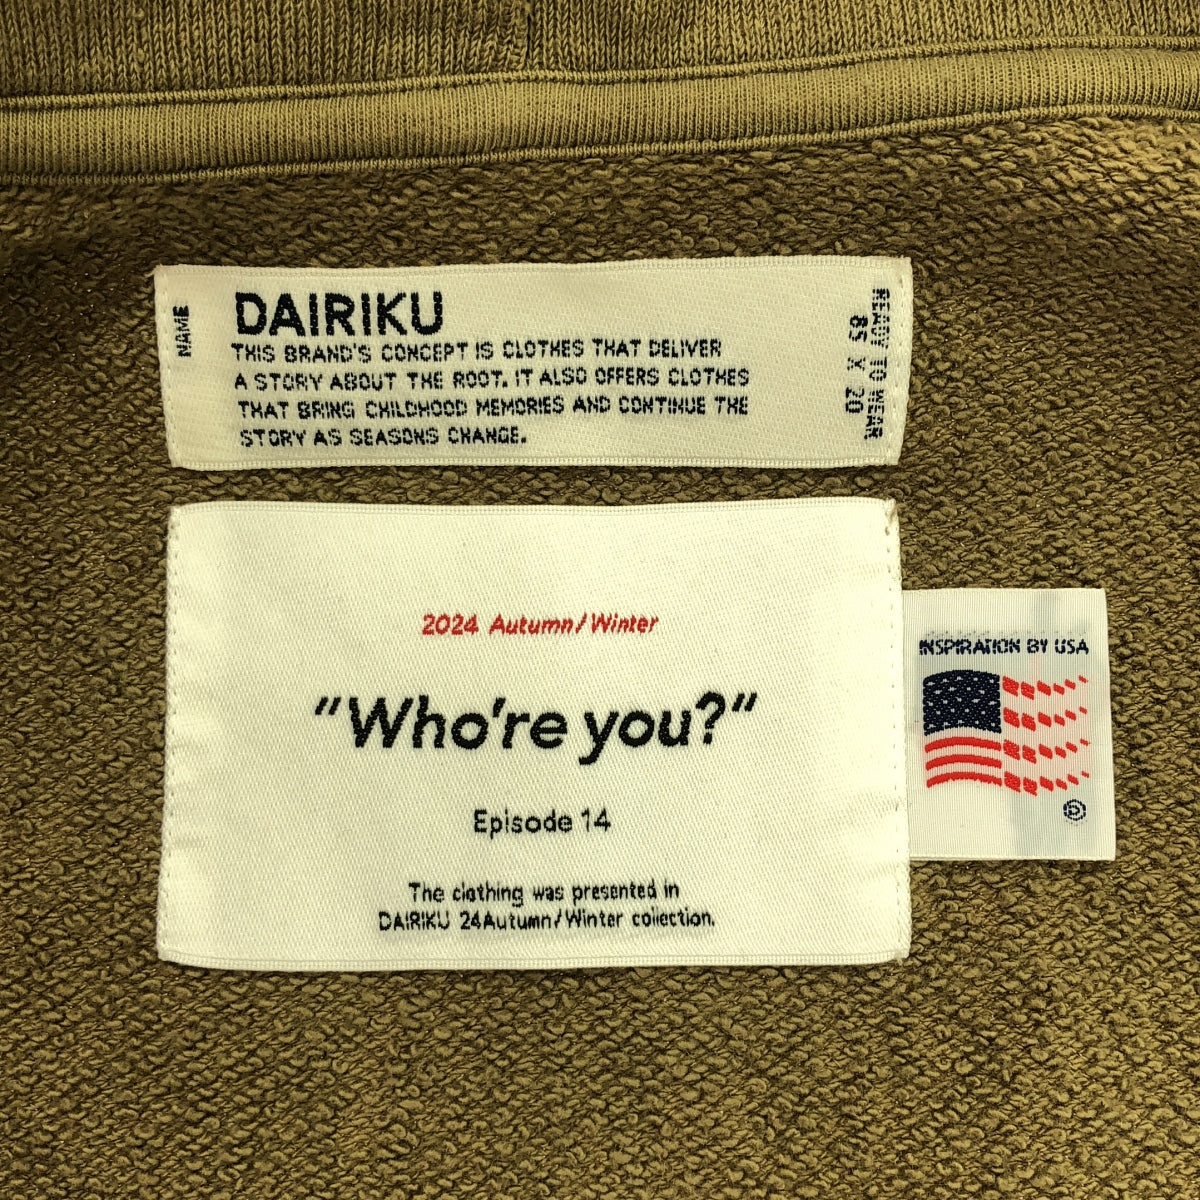 NAME
DAIRIKU
THIS BRAND'S CONCEPT IS CLOTHES THAT DELIVER
A STORY ABOUT THE ROOT. IT ALSO OFFERS CLOTHES
THAT BRING CHILDHOOD MEMORIES AND CONTINUE THE
STORY AS SEASONS CHANGE.
READY TO WEAR
85 X 20
2024 Autumn/Winter
"Who're you?"
Episode 14
The clothing was presented in
DAIRIKU 24Autumn/Winter collection.
INSPIRATION BY USA